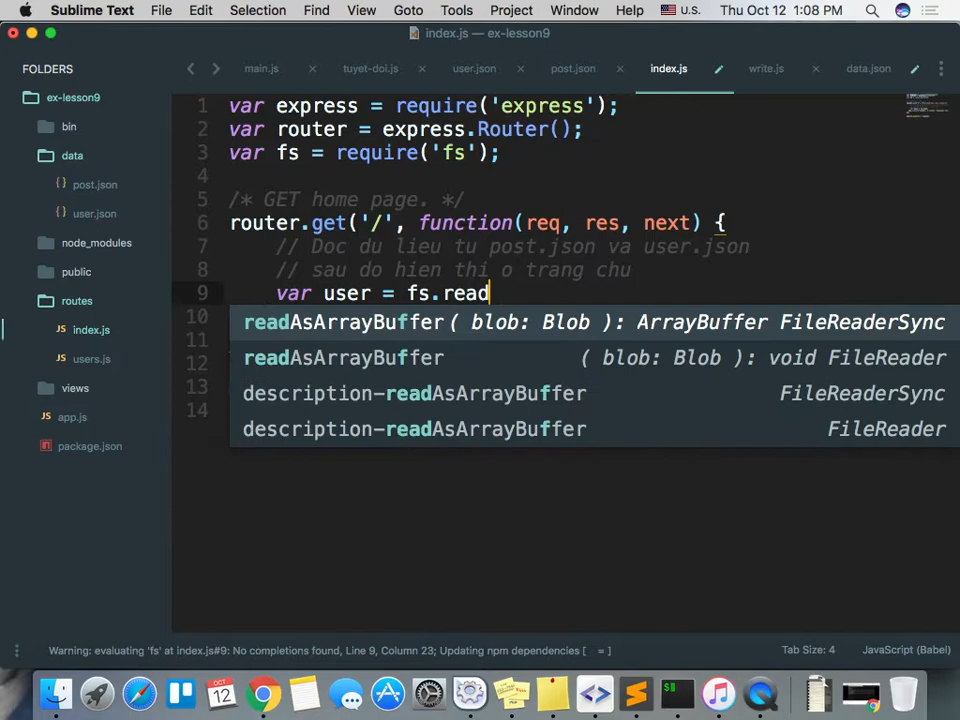 Sublime Text File Edit Selection Find View Goto Tools Project Window Help U.S. Thu Oct 12 1:08 PM
index.js — ex-lesson9
FOLDERS
ex-lesson9
bin
data
post.json
user.json
node_modules
public
routes
index.js
users.js
views
app.js
package.json
main.js tuyet-doi.js user.json post.json index.js write.js data.json
1 var express = require('express');
2 var router = express.Router();
3 var fs = require('fs');
4
5 /* GET home page. */
6 router.get('/', function(req, res, next) {
7 // Doc du lieu tu post.json va user.json
8 // sau do hien thi o trang chu
9 var user = fs.read
10 readAsArrayBuffer( blob: Blob ): ArrayBuffer FileReaderSync
11 readAsArrayBuffer ( blob: Blob ): void FileReader
12
13 description-readAsArrayBuffer FileReaderSync
14 description-readAsArrayBuffer FileReader
Warning: evaluating 'fs' at index.js#9: No completions found, Line 9, Column 23; Updating npm dependencies [ = ] Tab Size: 4 JavaScript (Babel)
OCT
12